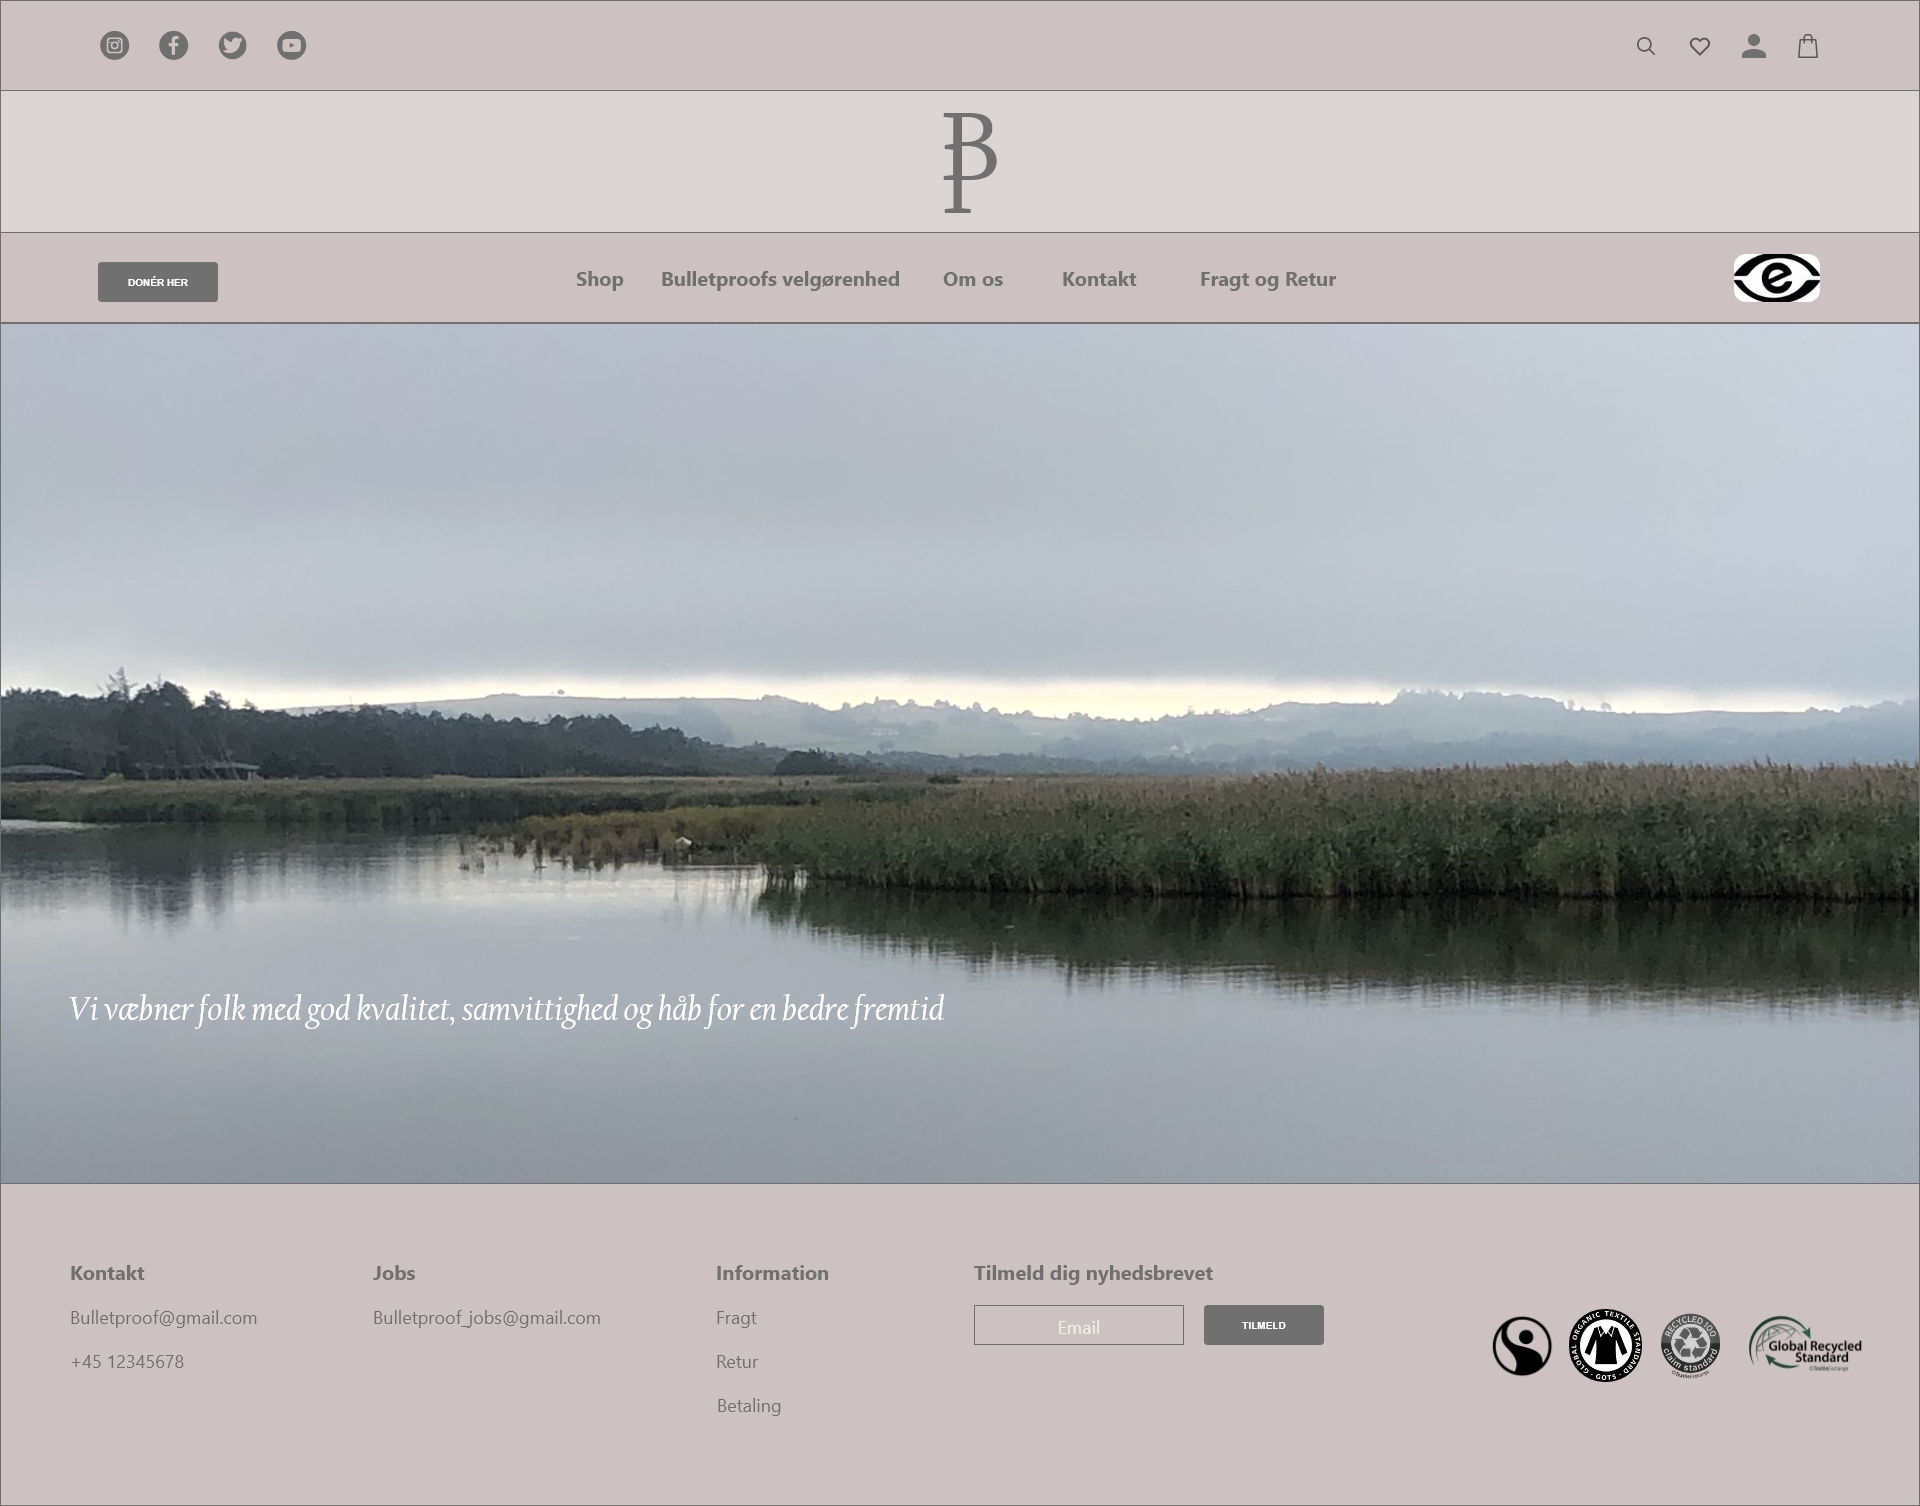 BP
DONÉR HER
Shop Bulletproofs velgørenhed Om os Kontakt Fragt og Retur
e
Vi væbner folk med god kvalitet, samvittighed og håb for en bedre fremtid
Kontakt
Bulletproof@gmail.com
+45 12345678
Jobs
Bulletproof_jobs@gmail.com
Information
Fragt
Retur
Betaling
Tilmeld dig nyhedsbrevet
Email TILMELD
GLOBAL ORGANIC TEXTILE STANDARD · GOTS ·
RECYCLED 100
claim standard
Global Recycled
Standard